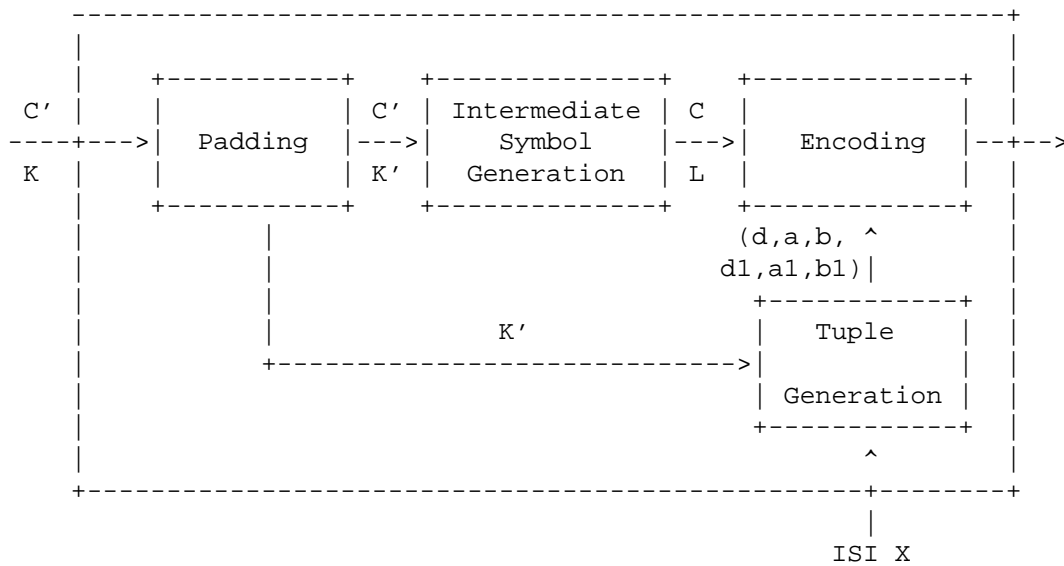 C' C' Intermediate C
Padding Symbol Encoding
K K' Generation L
(d,a,b,
d1,a1,b1)
K' Tuple
Generation
ISI X